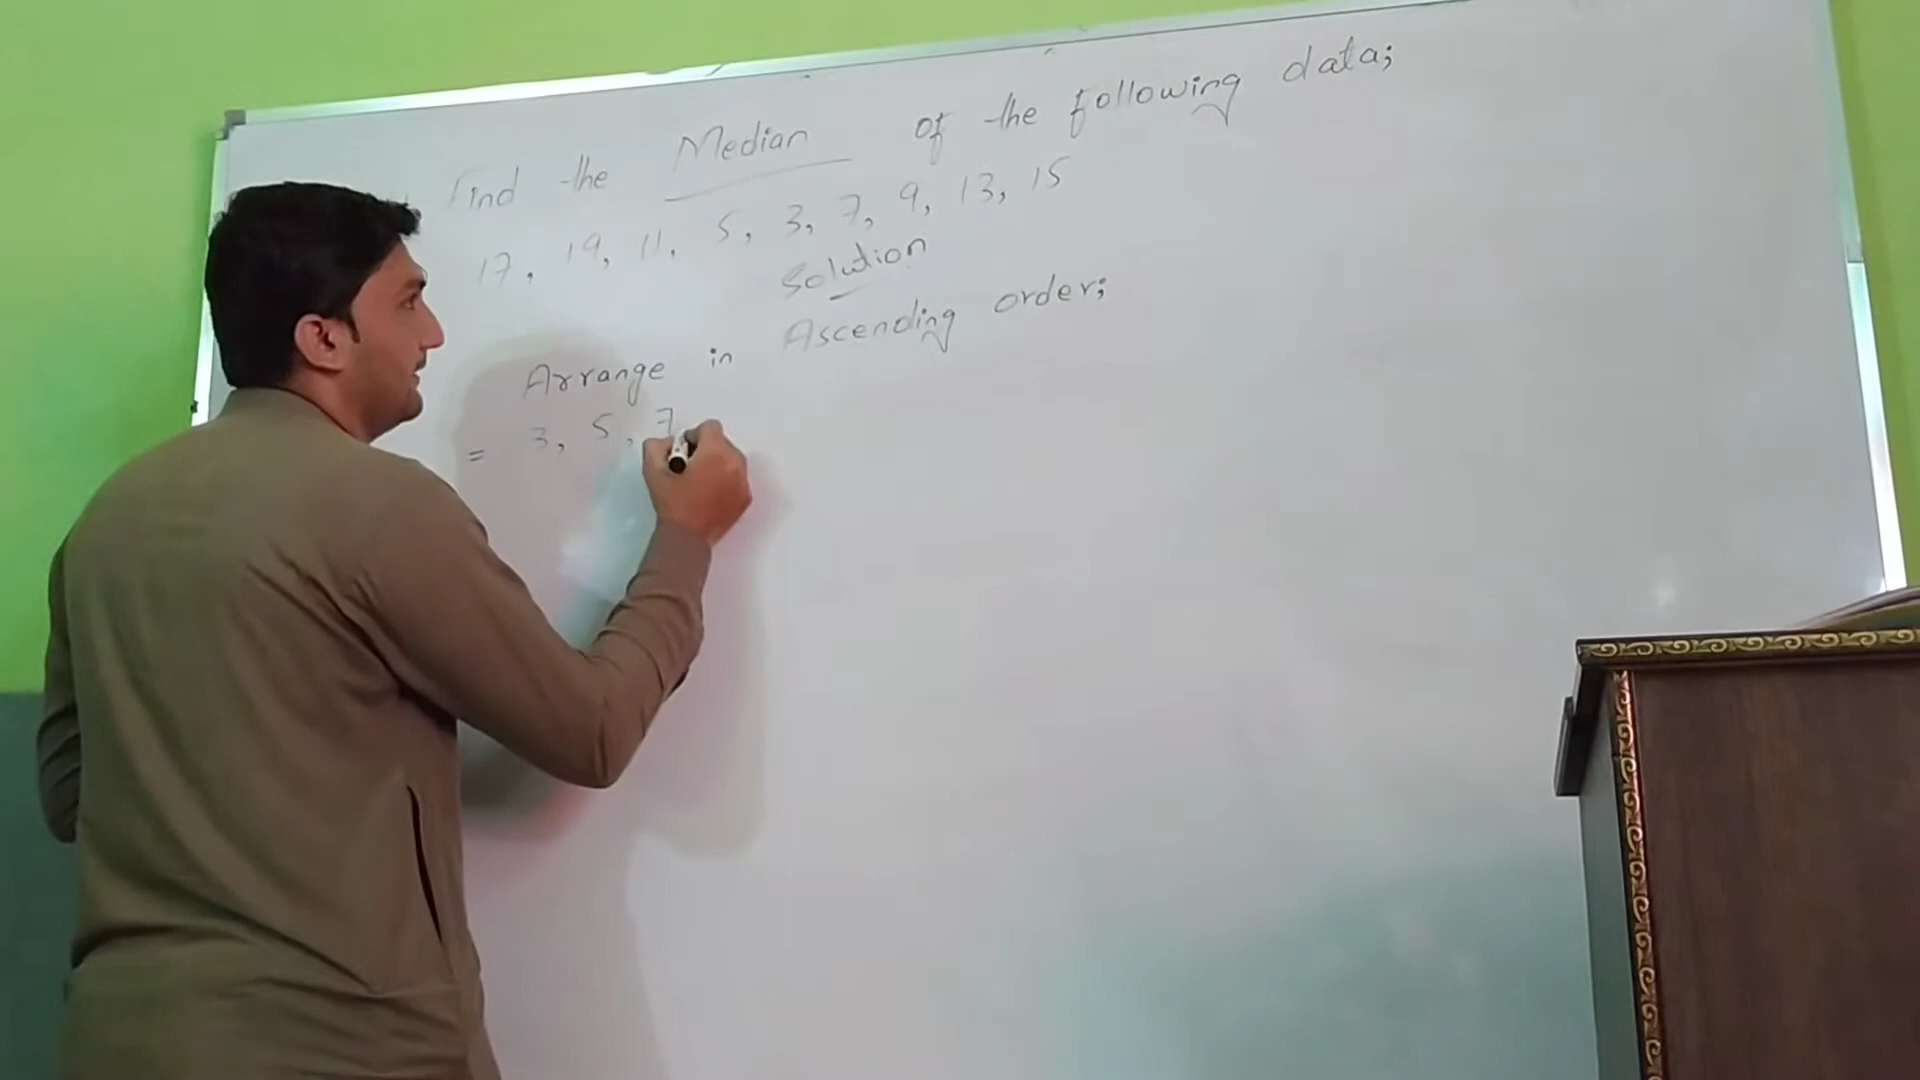 Find the Median of the following data;
17, 19, 11, 5, 3, 7, 9, 13, 15
Solution
Arrange in Ascending order;
= 3, 5, 7